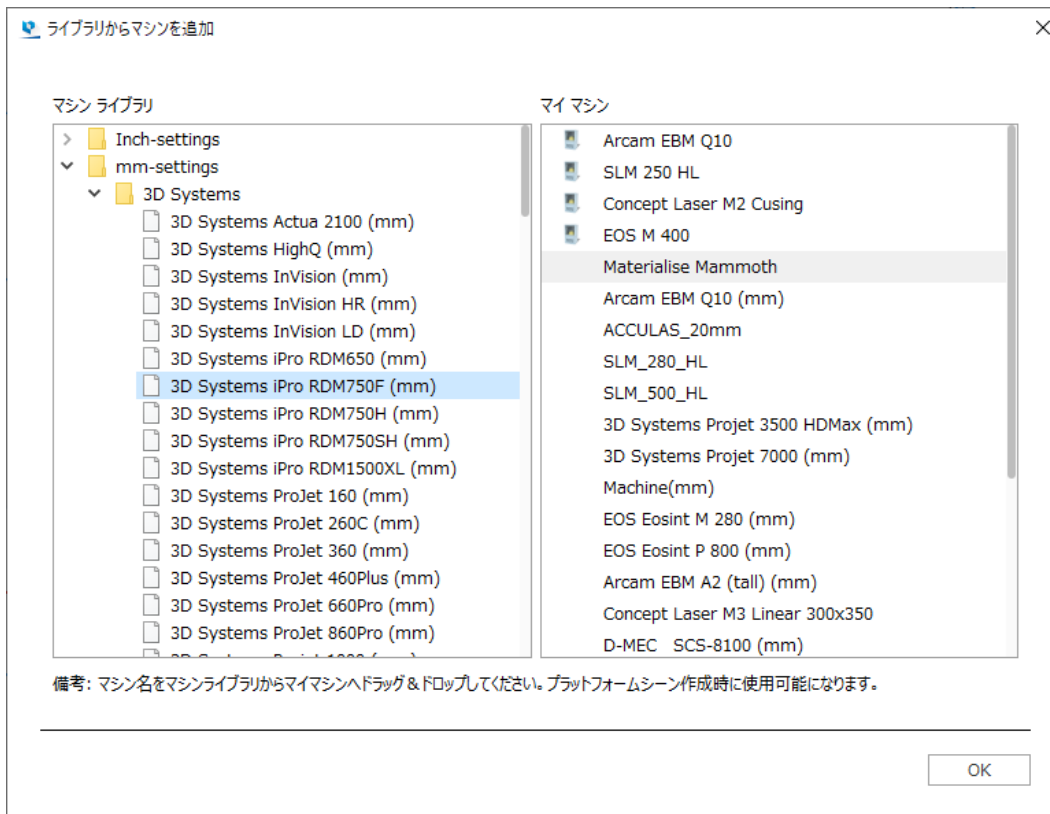 ライブラリからマシンを追加
マシン ライブラリ
Inch-settings
mm-settings
3D Systems
3D Systems Actua 2100 (mm)
3D Systems HighQ (mm)
3D Systems InVision (mm)
3D Systems InVision HR (mm)
3D Systems InVision LD (mm)
3D Systems iPro RDM650 (mm)
3D Systems iPro RDM750F (mm)
3D Systems iPro RDM750H (mm)
3D Systems iPro RDM750SH (mm)
3D Systems iPro RDM1500XL (mm)
3D Systems ProJet 160 (mm)
3D Systems ProJet 260C (mm)
3D Systems ProJet 360 (mm)
3D Systems ProJet 460Plus (mm)
3D Systems ProJet 660Pro (mm)
3D Systems ProJet 860Pro (mm)
マイ マシン
Arcam EBM Q10
SLM 250 HL
Concept Laser M2 Cusing
EOS M 400
Materialise Mammoth
Arcam EBM Q10 (mm)
ACCULAS_20mm
SLM_280_HL
SLM_500_HL
3D Systems Projet 3500 HDMax (mm)
3D Systems Projet 7000 (mm)
Machine(mm)
EOS Eosint M 280 (mm)
EOS Eosint P 800 (mm)
Arcam EBM A2 (tall) (mm)
Concept Laser M3 Linear 300x350
D-MEC SCS-8100 (mm)
備考: マシン名をマシンライブラリからマイマシンへドラッグ＆ドロップしてください。プラットフォームシーン作成時に使用可能になります。
OK